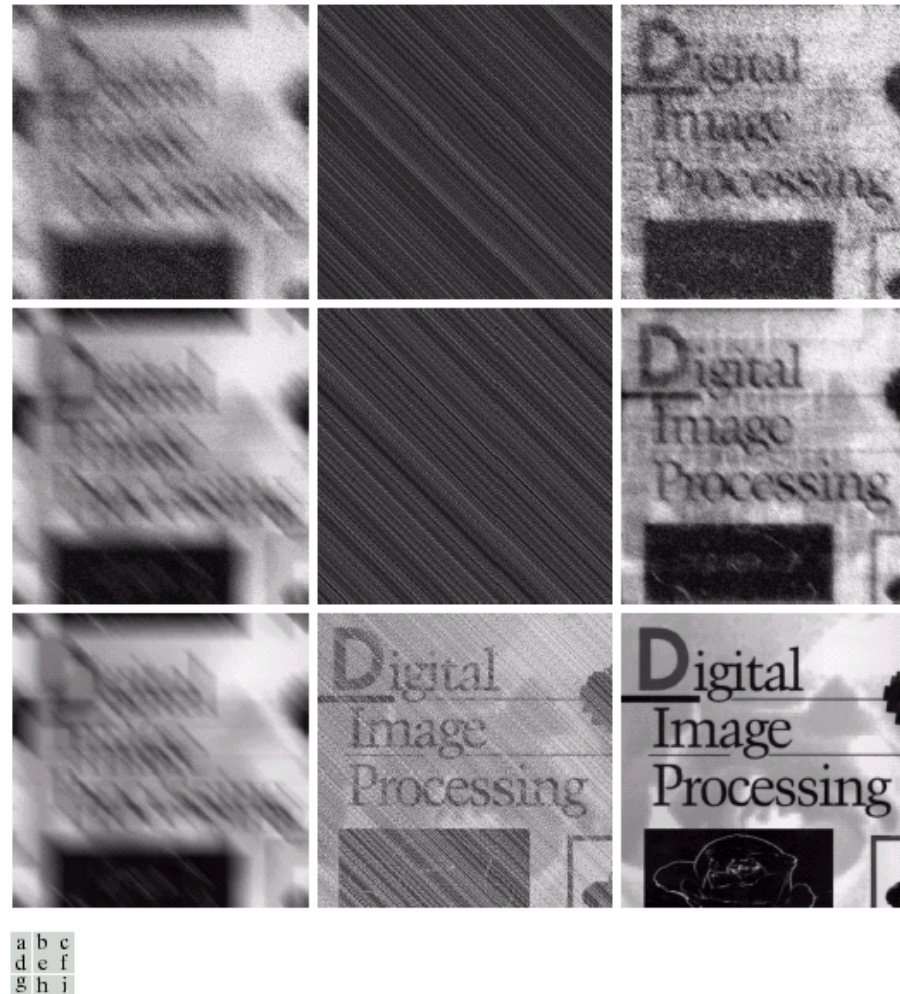 Digital
Image
Processing
Digital
Image
Processing
Digital
Image
Processing
Digital
Image
Processing
a b c
d e f
g h i